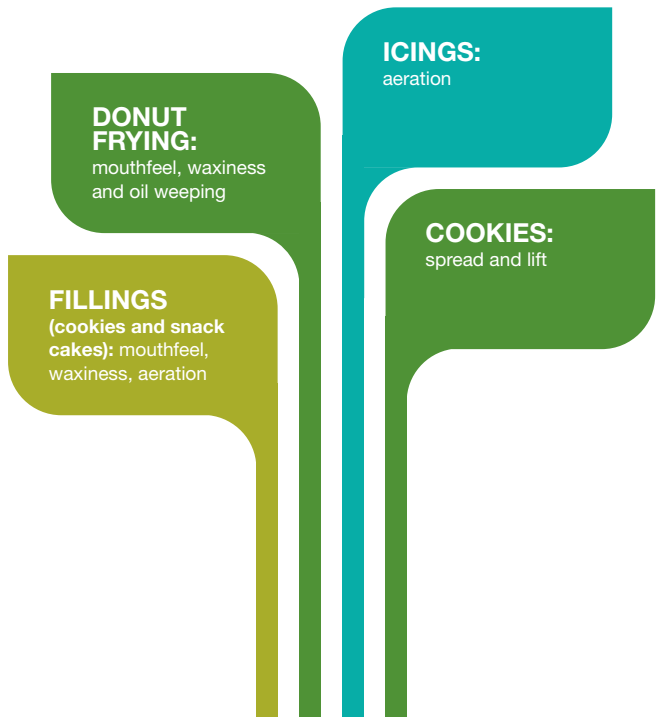 ICINGS:
aeration
DONUT
FRYING:
mouthfeel, waxiness
and oil weeping
COOKIES:
spread and lift
FILLINGS
(cookies and snack
cakes): mouthfeel,
waxiness, aeration